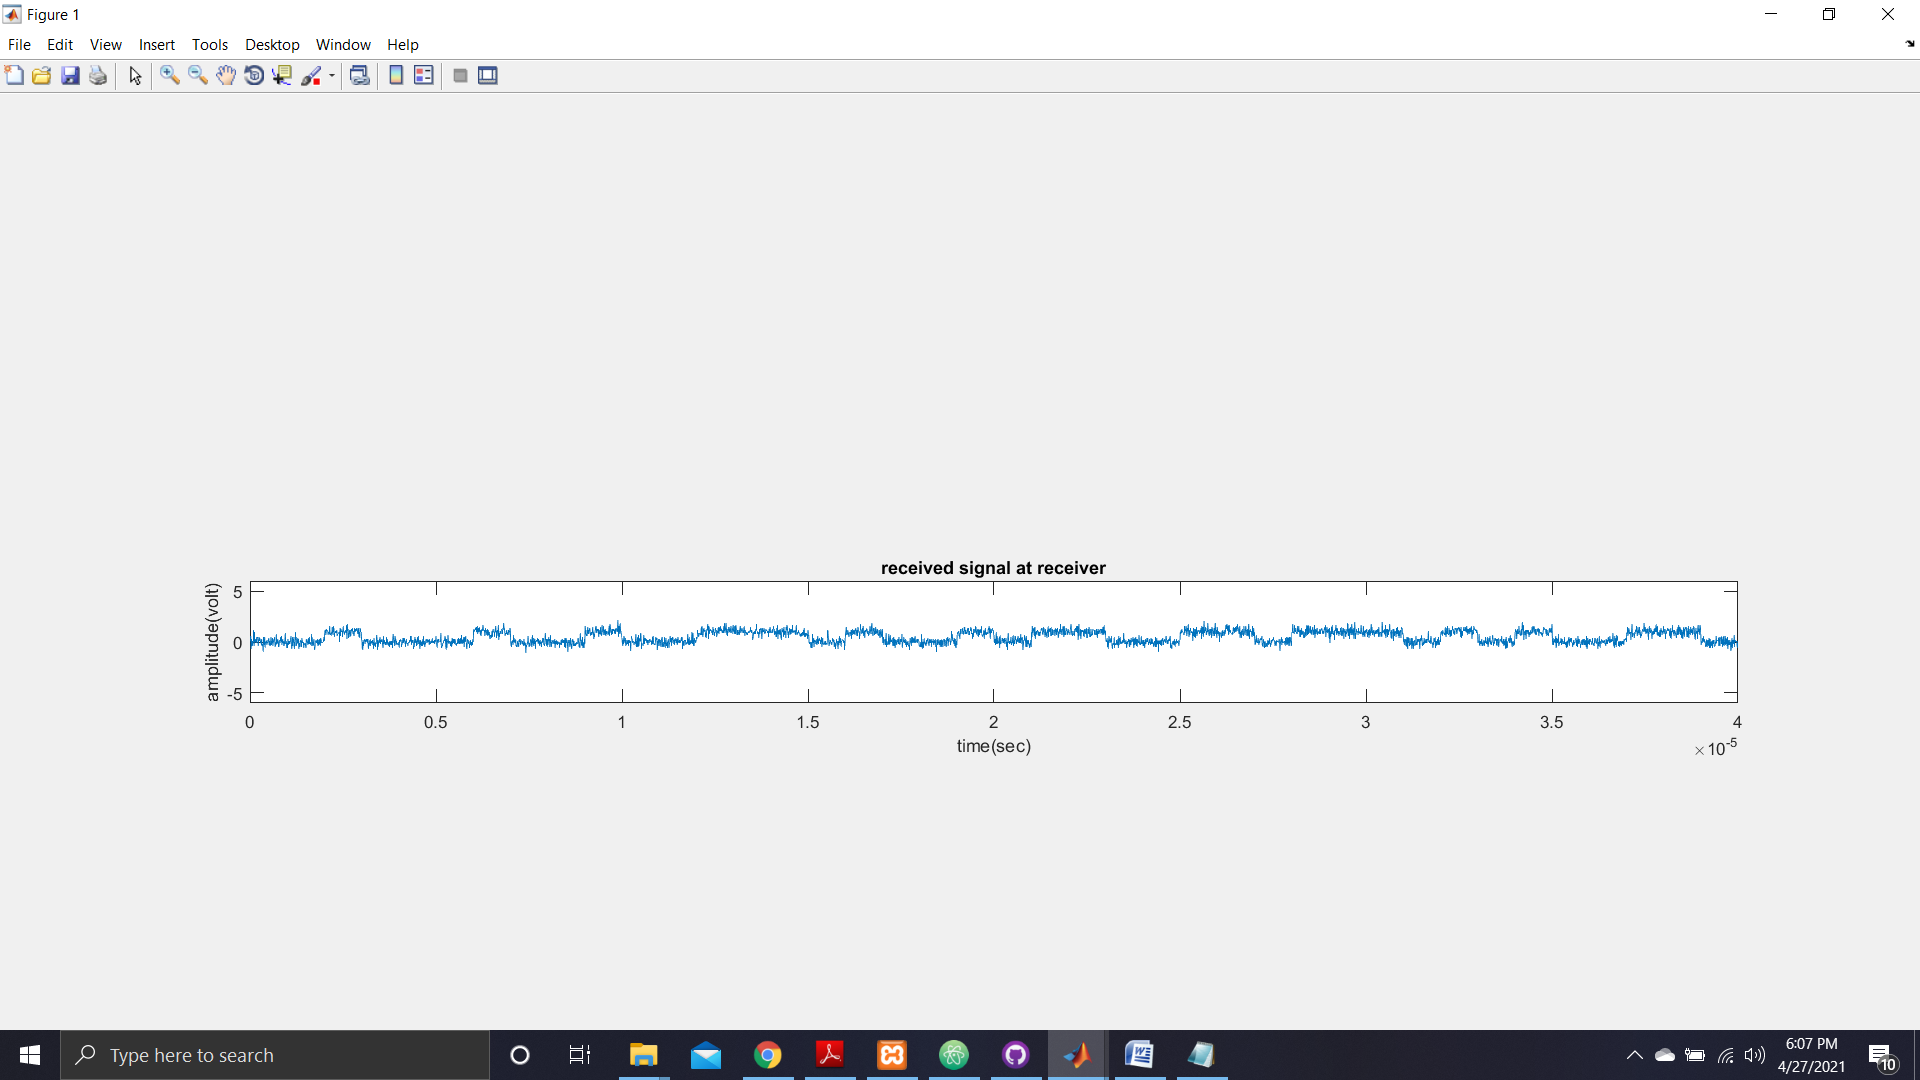 Figure 1
File Edit View Insert Tools Desktop Window Help
received signal at receiver
amplitude(volt)
5
0
-5
0 0.5 1 1.5 2 2.5 3 3.5 4
time(sec)
×10-5
Type here to search
6:07 PM
4/27/2021
10